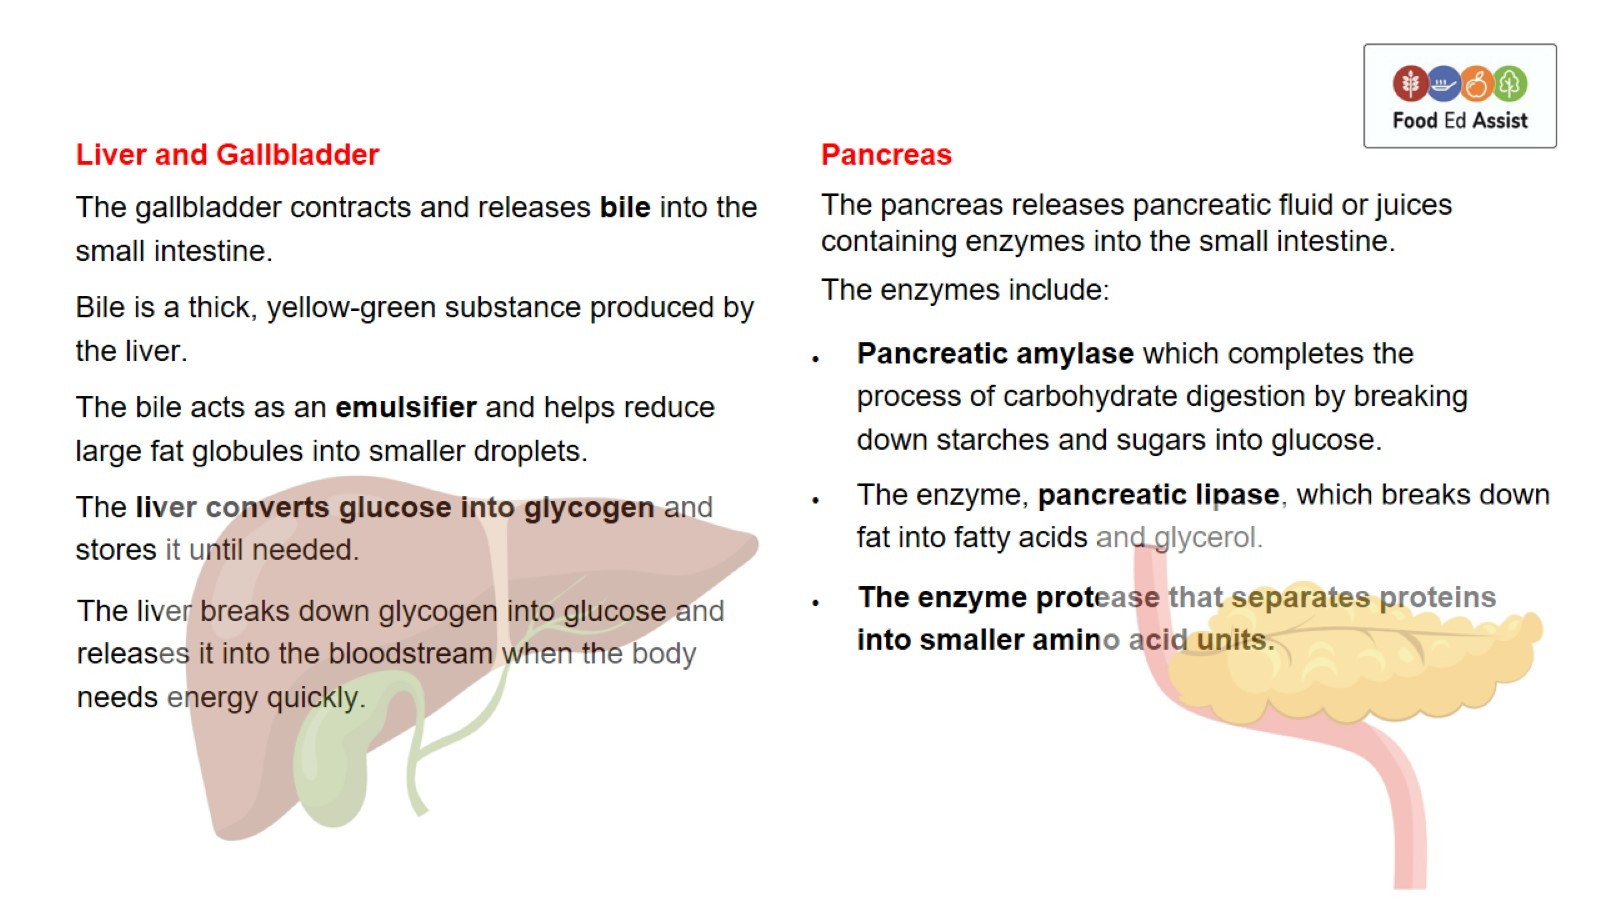 Food Ed Assist
Liver and Gallbladder
The gallbladder contracts and releases bile into the
small intestine.
Bile is a thick, yellow-green substance produced by
the liver.
The bile acts as an emulsifier and helps reduce
large fat globules into smaller droplets.
The liver converts glucose into glycogen and
stores it until needed.
The liver breaks down glycogen into glucose and
releases it into the bloodstream when the body
needs energy quickly.
Pancreas
The pancreas releases pancreatic fluid or juices
containing enzymes into the small intestine.
The enzymes include:
• Pancreatic amylase which completes the
process of carbohydrate digestion by breaking
down starches and sugars into glucose.
• The enzyme, pancreatic lipase, which breaks down
fat into fatty acids and glycerol.
• The enzyme protease that separates proteins
into smaller amino acid units.